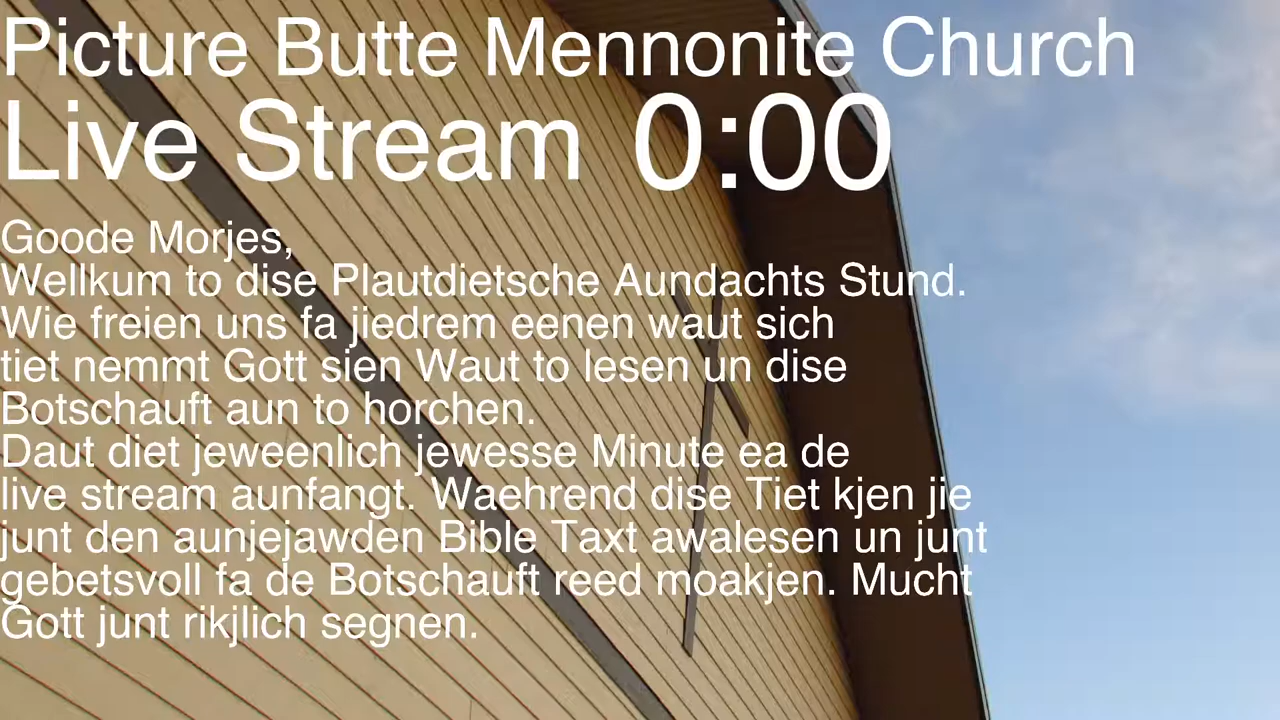 Picture Butte Mennonite Church
Live Stream 0:00
Goode Morjes,
Wellkum to dise Plautdietsche Aundachts Stund.
Wie freien uns fa jiedrem eenen waut sich
tiet nemmt Gott sien Waut to lesen un dise
Botschauft aun to horchen.
Daut diet jeweenlich jewesse Minute ea de
live stream aunfangt. Waehrend dise Tiet kjen jie
junt den aunjejawden Bible Taxt awalesen un junt
gebetsvoll fa de Botschauft reed moakjen. Mucht
Gott junt rikjlich segnen.